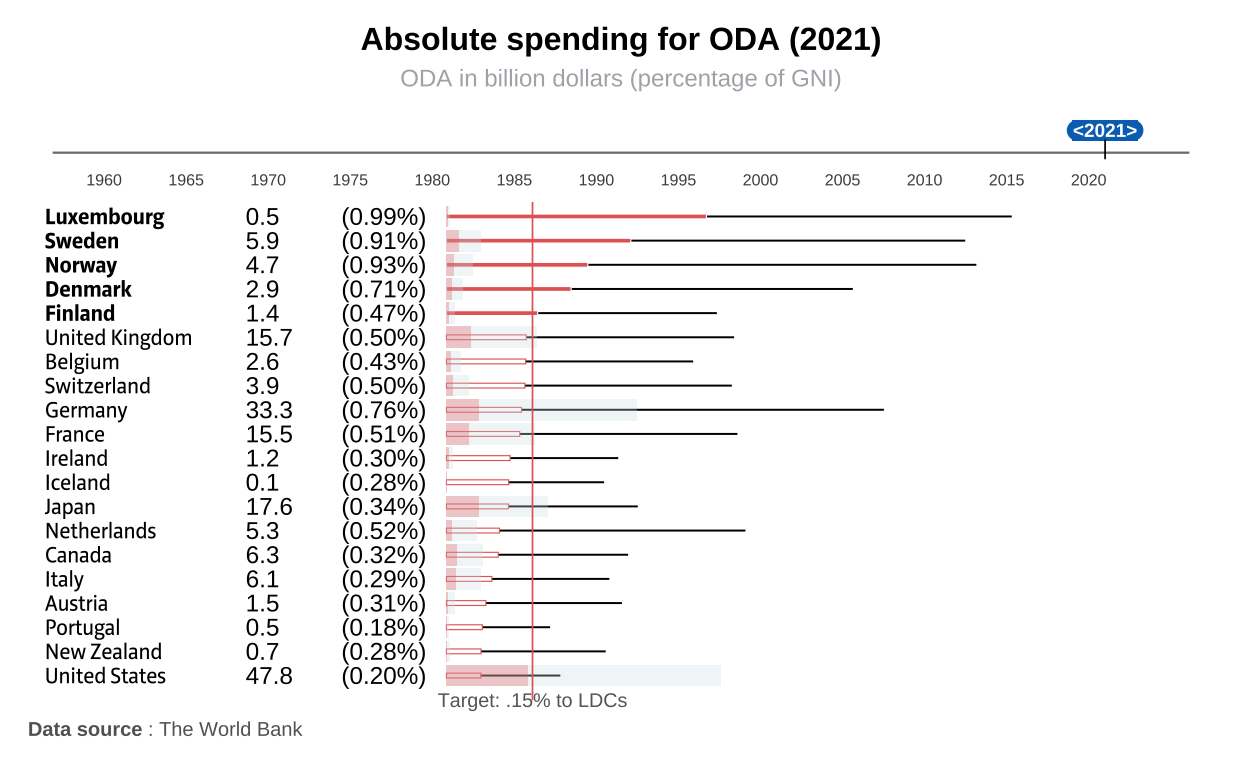 Absolute spending for ODA (2021)
ODA in billion dollars (percentage of GNI)
<2021>
1960 1965 1970 1975 1980 1985 1990 1995 2000 2005 2010 2015 2020
Luxembourg 0.5 (0.99%)
Sweden 5.9 (0.91%)
Norway 4.7 (0.93%)
Denmark 2.9 (0.71%)
Finland 1.4 (0.47%)
United Kingdom 15.7 (0.50%)
Belgium 2.6 (0.43%)
Switzerland 3.9 (0.50%)
Germany 33.3 (0.76%)
France 15.5 (0.51%)
Ireland 1.2 (0.30%)
Iceland 0.1 (0.28%)
Japan 17.6 (0.34%)
Netherlands 5.3 (0.52%)
Canada 6.3 (0.32%)
Italy 6.1 (0.29%)
Austria 1.5 (0.31%)
Portugal 0.5 (0.18%)
New Zealand 0.7 (0.28%)
United States 47.8 (0.20%)
Target: .15% to LDCs
Data source : The World Bank